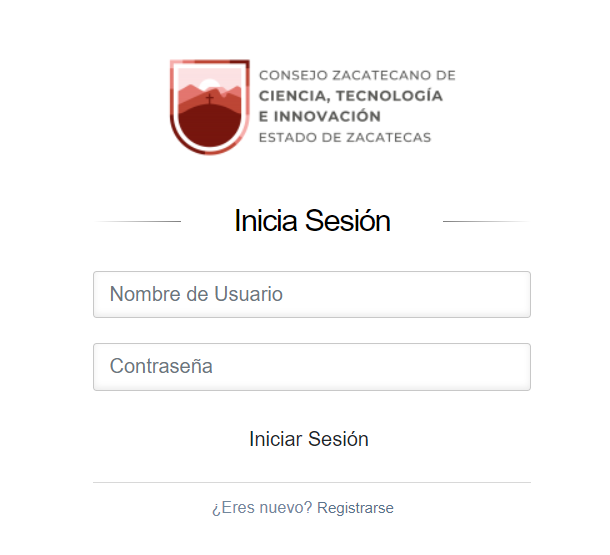 CONSEJO ZACATECANO DE
CIENCIA, TECNOLOGÍA
E INNOVACIÓN
ESTADO DE ZACATECAS
Inicia Sesión
Nombre de Usuario
Contraseña
Iniciar Sesión
¿Eres nuevo? Registrarse